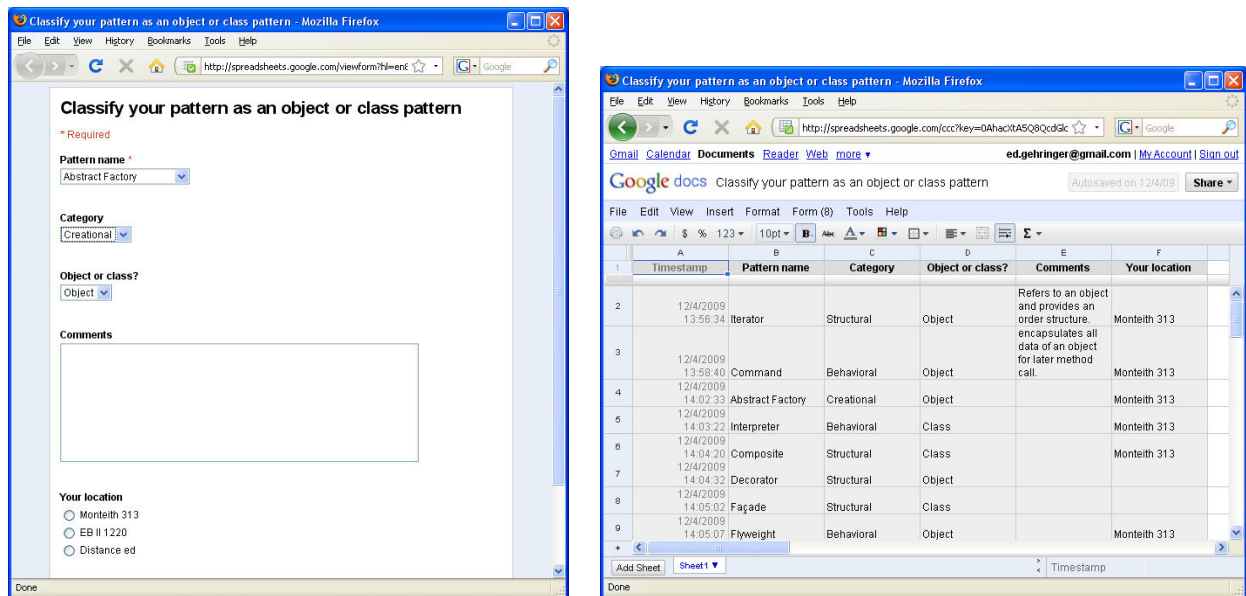 Classify your pattern as an object or class pattern - Mozilla Firefox
File Edit View History Bookmarks Tools Help
http://spreadsheets.google.com/viewform?hl=en& G Google
Classify your pattern as an object or class pattern
* Required
Pattern name *
Abstract Factory
Category
Creational
Object or class?
Object
Comments
Your location
Monteith 313
EB II 1220
Distance ed
Done
Classify your pattern as an object or class pattern - Mozilla Firefox
File Edit View History Bookmarks Tools Help
G Google
Gmail Calendar Documents Reader Web more ▾ ed.gehringer@gmail.com | My Account | Sign out
Google docs Classify your pattern as an object or class pattern Autosaved on 12/4/09 Share
File Edit View Insert Format Form (8) Tools Help
$ % 123 10pt B Abc A Σ
A B C D E F
1 Timestamp Pattern name Category Object or class? Comments Your location
Refers to an object
and provides an
2 12/4/2009
13:56:34 Iterator Structural Object order structure. Monteith 313
encapsulates all
data of an object
for later method
3 12/4/2009
13:58:40 Command Behavioral Object call. Monteith 313
4 12/4/2009
14:02:33 Abstract Factory Creational Object Monteith 313
5 12/4/2009
14:03:22 Interpreter Behavioral Class Monteith 313
6 12/4/2009
14:04:20 Composite Structural Class Monteith 313
7 12/4/2009
14:04:32 Decorator Structural Object
8 12/4/2009
14:05:02 Façade Structural Class
9 12/4/2009
14:05:07 Flyweight Behavioral Object Monteith 313
Add Sheet Sheet1 ▼ Timestamp
Done